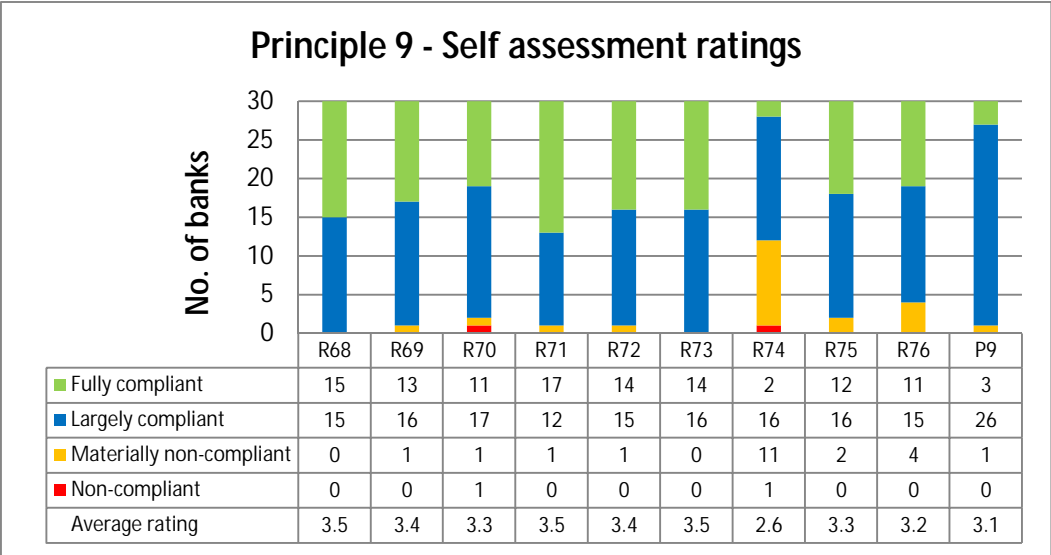 Principle 9 - Self assessment ratings
No. of banks
30
25
20
15
10
5
0
R68 R69 R70 R71 R72 R73 R74 R75 R76 P9
Fully compliant 15 13 11 17 14 14 2 12 11 3
Largely compliant 15 16 17 12 15 16 16 16 15 26
Materially non-compliant 0 1 1 1 1 0 11 2 4 1
Non-compliant 0 0 1 0 0 0 1 0 0 0
Average rating 3.5 3.4 3.3 3.5 3.4 3.5 2.6 3.3 3.2 3.1